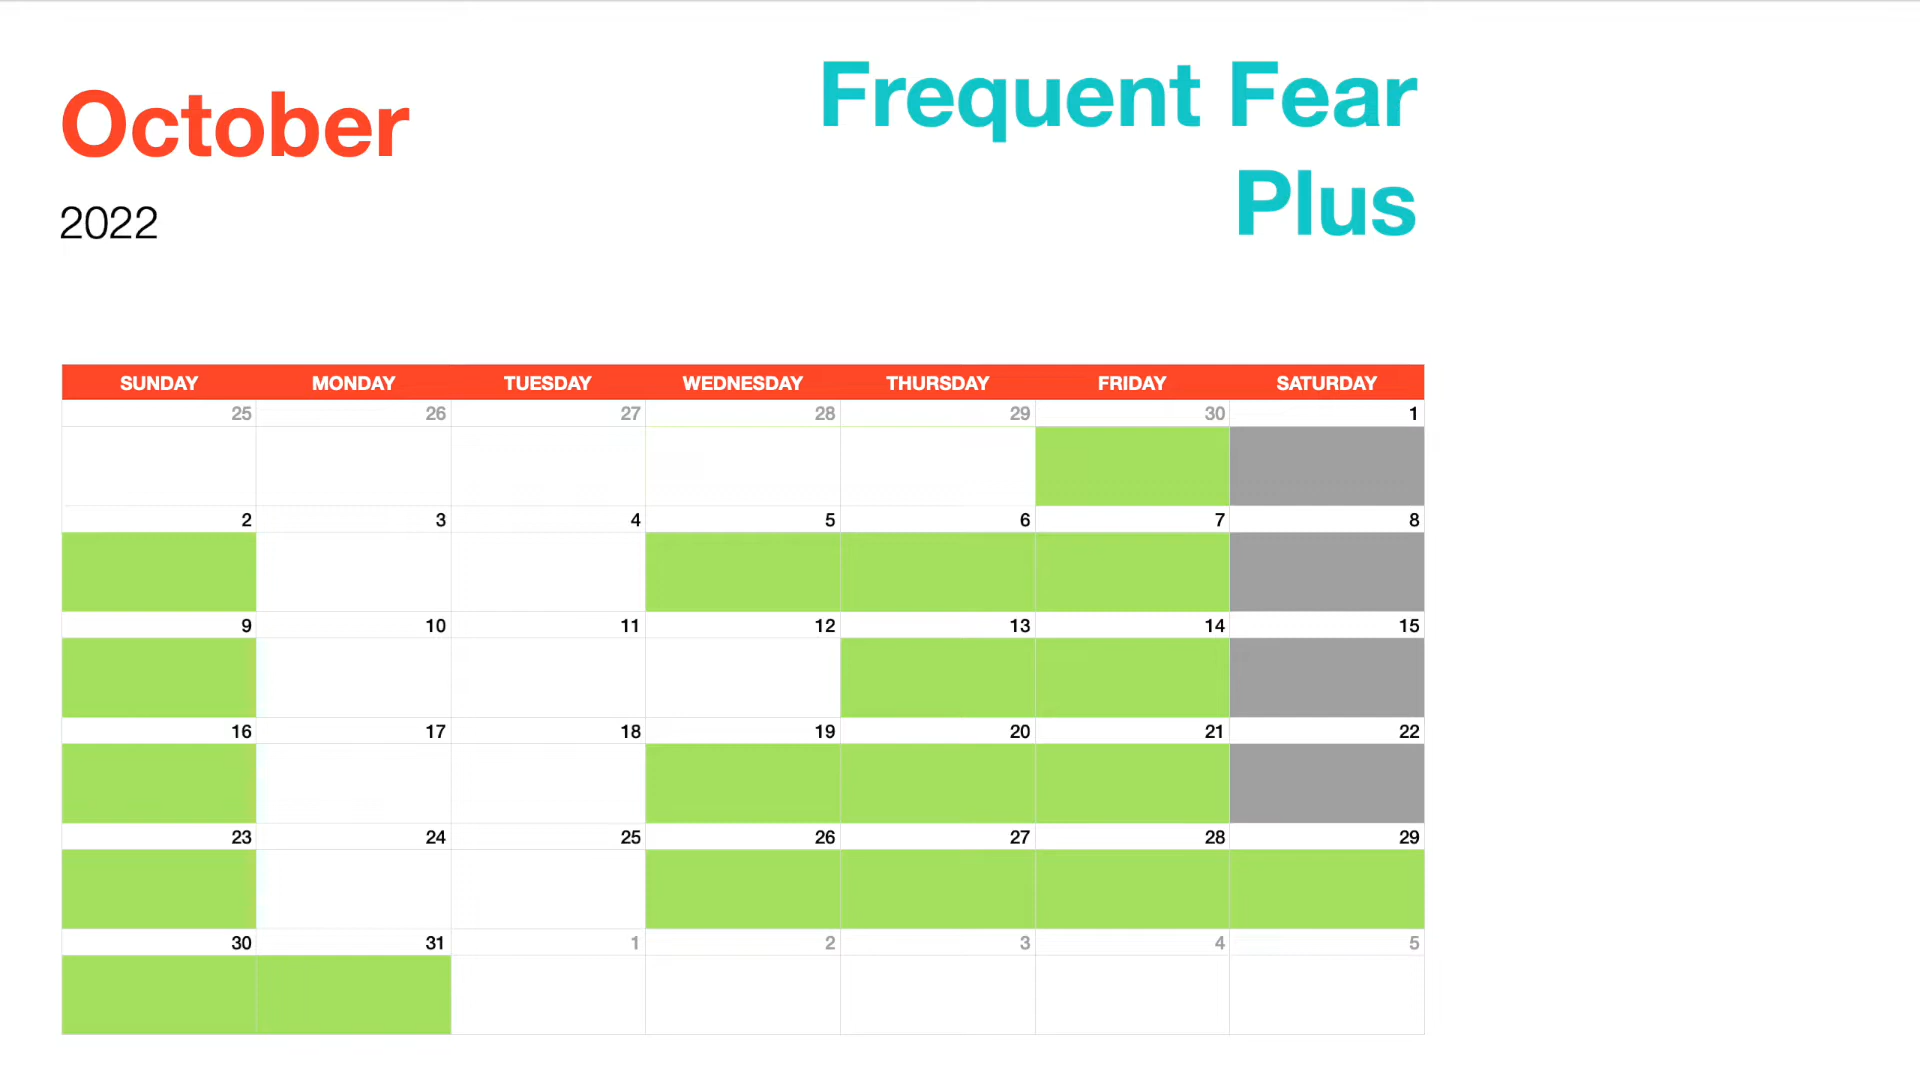 October
2022
Frequent Fear
Plus
SUNDAY MONDAY TUESDAY WEDNESDAY THURSDAY FRIDAY SATURDAY
25 26 27 28 29 30 1
2 3 4 5 6 7 8
9 10 11 12 13 14 15
16 17 18 19 20 21 22
23 24 25 26 27 28 29
30 31 1 2 3 4 5